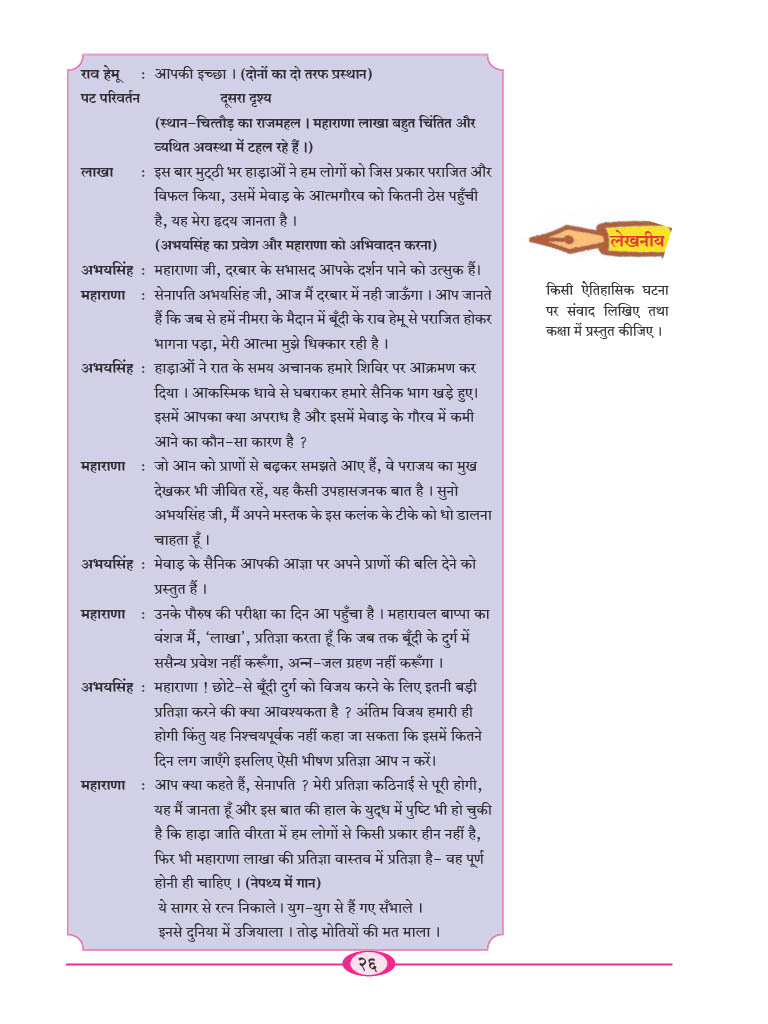 राव हेमू : आपकी इच्छा । (दोनों का दो तरफ प्रस्थान)
पट परिवर्तन दूसरा दृश्य
(स्थान-चित्तौड़ का राजमहल । महाराणा लाखा बहुत चिंतित और
व्यथित अवस्था में टहल रहे हैं ।)
लाखा : इस बार मुट्ठी भर हाड़ाओं ने हम लोगों को जिस प्रकार पराजित और
विफल किया, उसमें मेवाड़ के आत्मगौरव को कितनी ठेस पहुँची
है, यह मेरा हृदय जानता है ।
(अभयसिंह का प्रवेश और महाराणा को अभिवादन करना)
अभयसिंह : महाराणा जी, दरबार के सभासद आपके दर्शन पाने को उत्सुक हैं।
महाराणा : सेनापति अभयसिंह जी, आज मैं दरबार में नही जाऊँगा । आप जानते
हैं कि जब से हमें नीमरा के मैदान में बूँदी के राव हेमू से पराजित होकर
भागना पड़ा, मेरी आत्मा मुझे धिक्कार रही है ।
अभयसिंह : हाड़ाओं ने रात के समय अचानक हमारे शिविर पर आक्रमण कर
दिया । आकस्मिक धावे से घबराकर हमारे सैनिक भाग खड़े हुए।
इसमें आपका क्या अपराध है और इसमें मेवाड़ के गौरव में कमी
आने का कौन-सा कारण है ?
महाराणा : जो आन को प्राणों से बढ़कर समझते आए हैं, वे पराजय का मुख
देखकर भी जीवित रहें, यह कैसी उपहासजनक बात है । सुनो
अभयसिंह जी, मैं अपने मस्तक के इस कलंक के टीके को धो डालना
चाहता हूँ ।
अभयसिंह : मेवाड़ के सैनिक आपकी आज्ञा पर अपने प्राणों की बलि देने को
प्रस्तुत हैं ।
महाराणा : उनके पौरुष की परीक्षा का दिन आ पहुँचा है । महारावल बाप्पा का
वंशज मैं, ‘लाखा’, प्रतिज्ञा करता हूँ कि जब तक बूँदी के दुर्ग में
ससैन्य प्रवेश नहीं करूँगा, अन्न-जल ग्रहण नहीं करूँगा ।
अभयसिंह : महाराणा ! छोटे-से बूँदी दुर्ग को विजय करने के लिए इतनी बड़ी
प्रतिज्ञा करने की क्या आवश्यकता है ? अंतिम विजय हमारी ही
होगी किंतु यह निश्चयपूर्वक नहीं कहा जा सकता कि इसमें कितने
दिन लग जाएँगे इसलिए ऐसी भीषण प्रतिज्ञा आप न करें।
महाराणा : आप क्या कहते हैं, सेनापति ? मेरी प्रतिज्ञा कठिनाई से पूरी होगी,
यह मैं जानता हूँ और इस बात की हाल के युद्ध में पुष्टि भी हो चुकी
है कि हाड़ा जाति वीरता में हम लोगों से किसी प्रकार हीन नहीं है,
फिर भी महाराणा लाखा की प्रतिज्ञा वास्तव में प्रतिज्ञा है- वह पूर्ण
होनी ही चाहिए । (नेपथ्य में गान)
ये सागर से रत्न निकाले । युग-युग से हैं गए सँभाले ।
इनसे दुनिया में उजियाला । तोड़ मोतियों की मत माला ।
लेखनीय
किसी ऐतिहासिक घटना
पर संवाद लिखिए तथा
कक्षा में प्रस्तुत कीजिए ।
२६